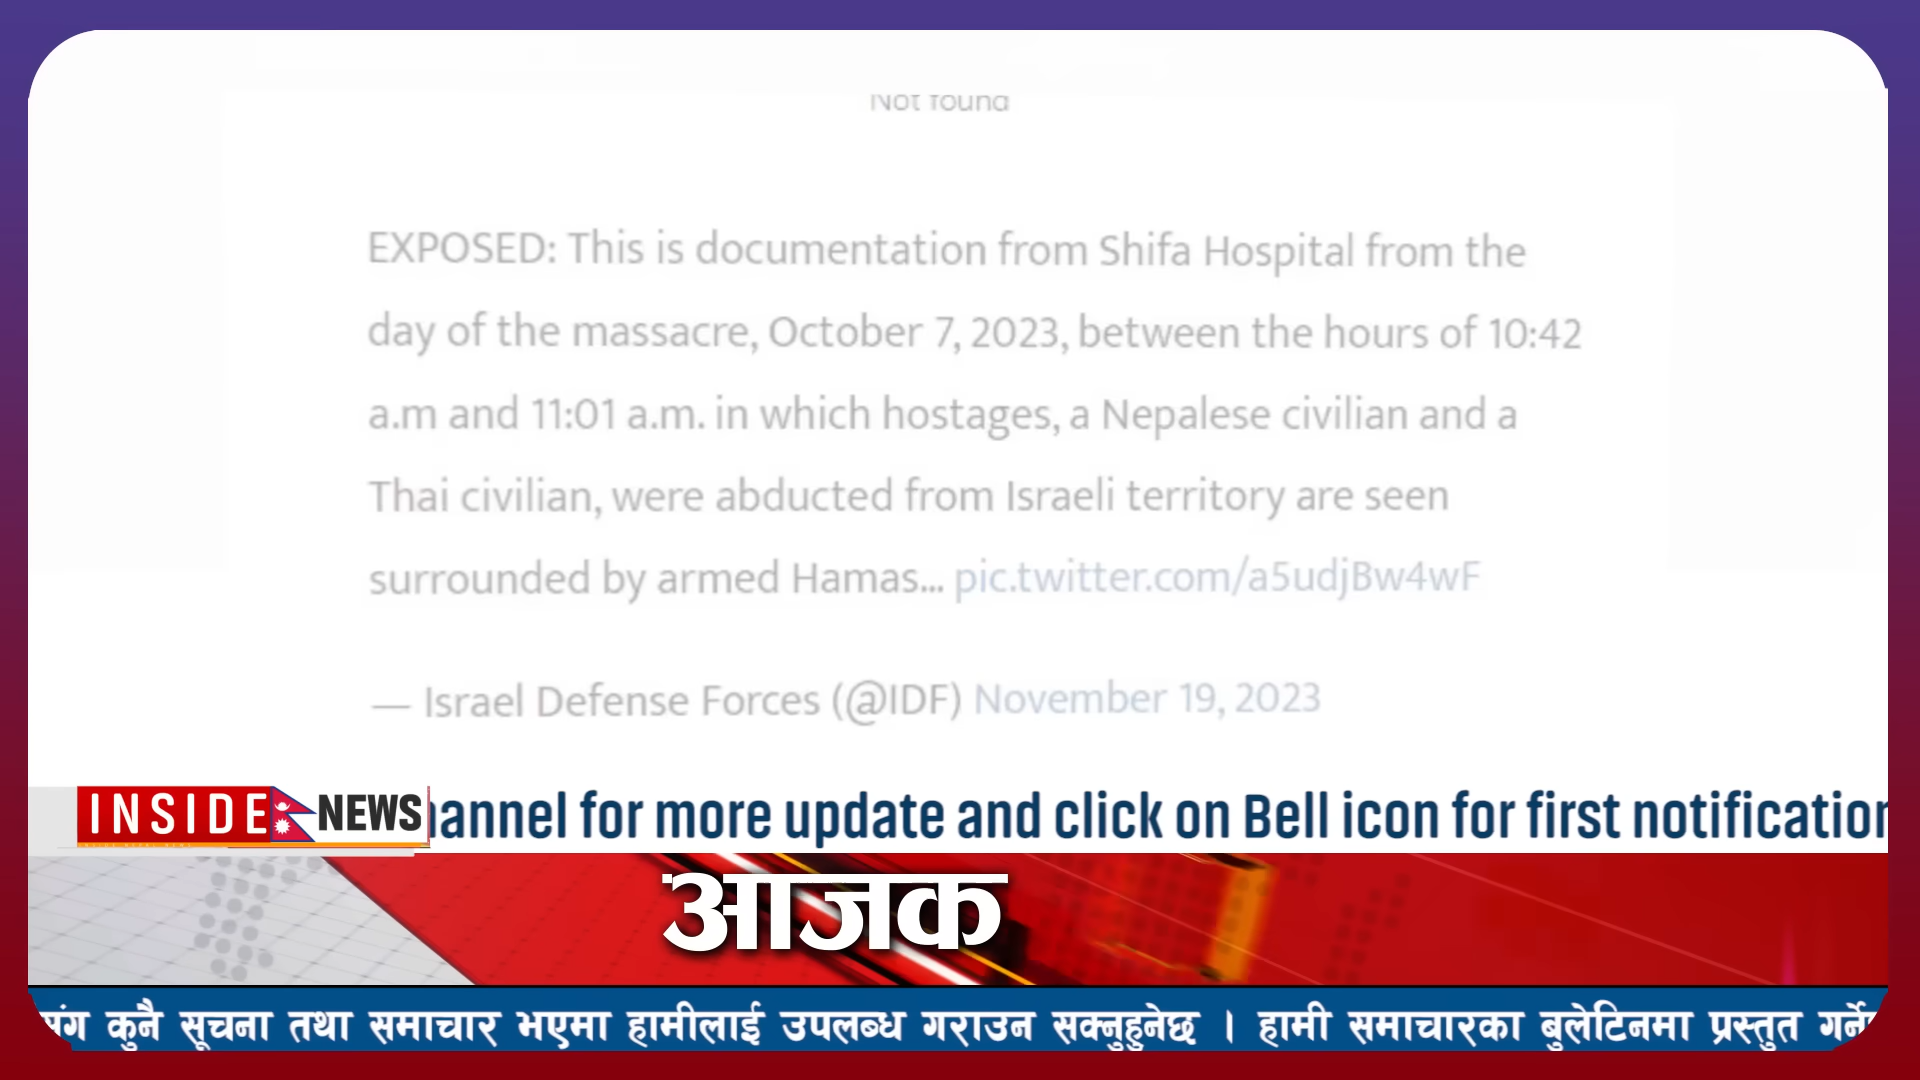 Not found
EXPOSED: This is documentation from Shifa Hospital from the
day of the massacre, October 7, 2023, between the hours of 10:42
a.m and 11:01 a.m. in which hostages, a Nepalese civilian and a
Thai civilian, were abducted from Israeli territory are seen
surrounded by armed Hamas... pic.twitter.com/a5udjBw4wF
— Israel Defense Forces (@IDF) November 19, 2023
INSIDE NEWS
annel for more update and click on Bell icon for first notification
आजक
कुनै सूचना तथा समाचार भएमा हामीलाई उपलब्ध गराउन सक्नुहुनेछ । हामी समाचारका बुलेटिनमा प्रस्तुत गर्ने